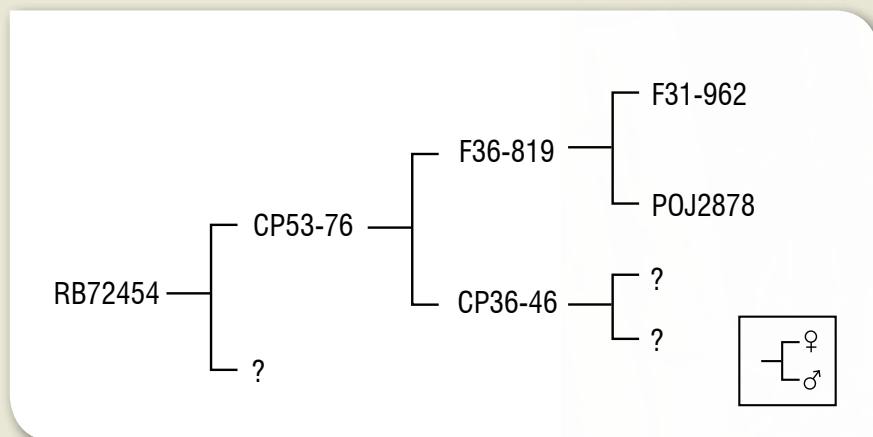 F31-962
F36-819
POJ2878
CP53-76
CP36-46
?
?
RB72454
?
♀
♂